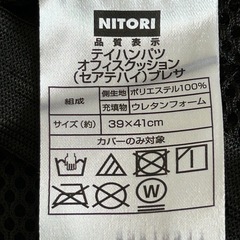 NITORI
品質表示
テイハンパツ
オフィスクッション
(セアテハイ)プレサ
組成 側生地 ポリエステル100%
充填物 ウレタンフォーム
サイズ(約) 39×41cm
カバーのみ対象
W